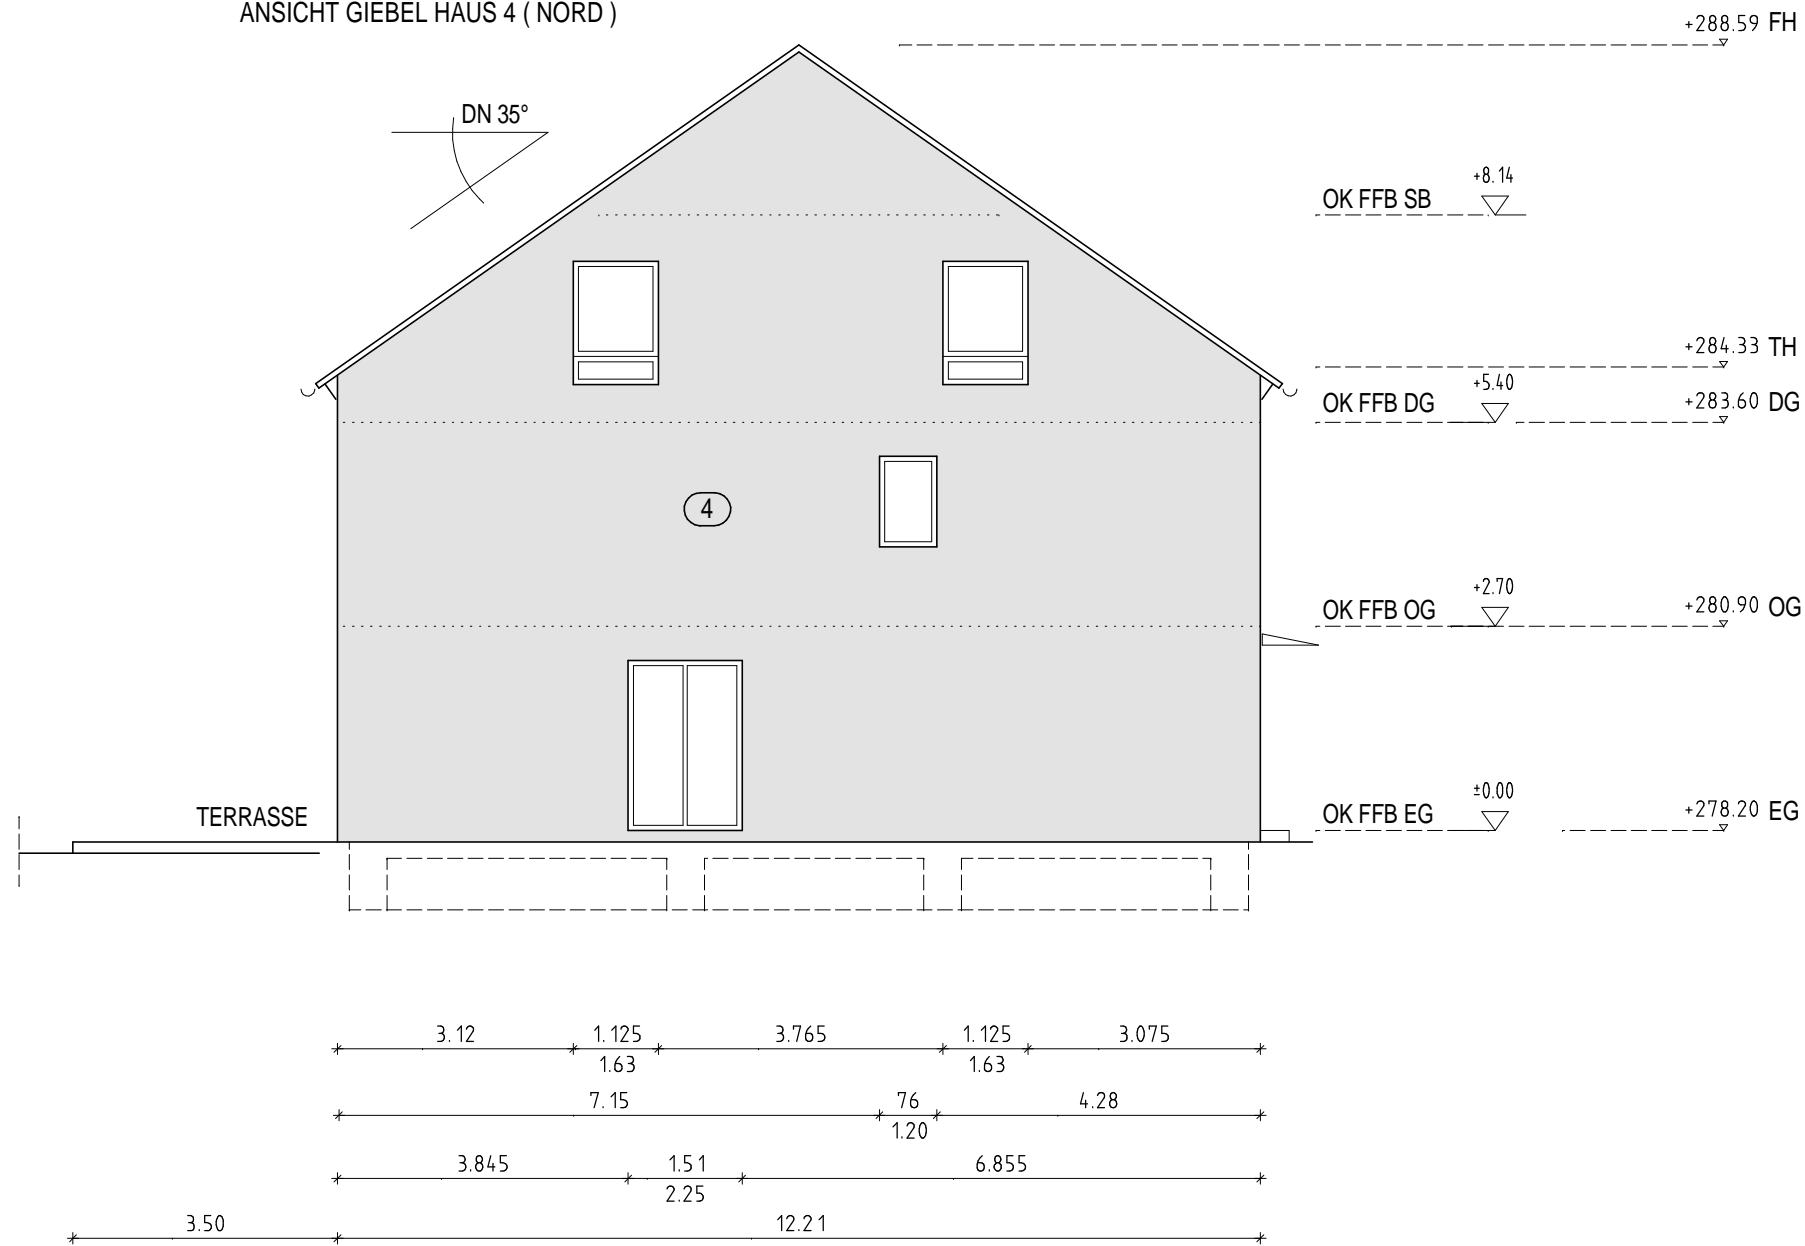 ANSICHT GIEBEL HAUS 4 ( NORD )
+288.59 FH
DN 35°
+8.14
OK FFB SB
+284.33 TH
+5.40
OK FFB DG
+283.60 DG
4
+2.70
OK FFB OG
+280.90 OG
±0.00
TERRASSE
OK FFB EG
+278.20 EG
3.12 1.125 3.765 1.125 3.075
1.63 1.63
7.15 76 4.28
1.20
3.845 1.51 6.855
2.25
3.50 12.21